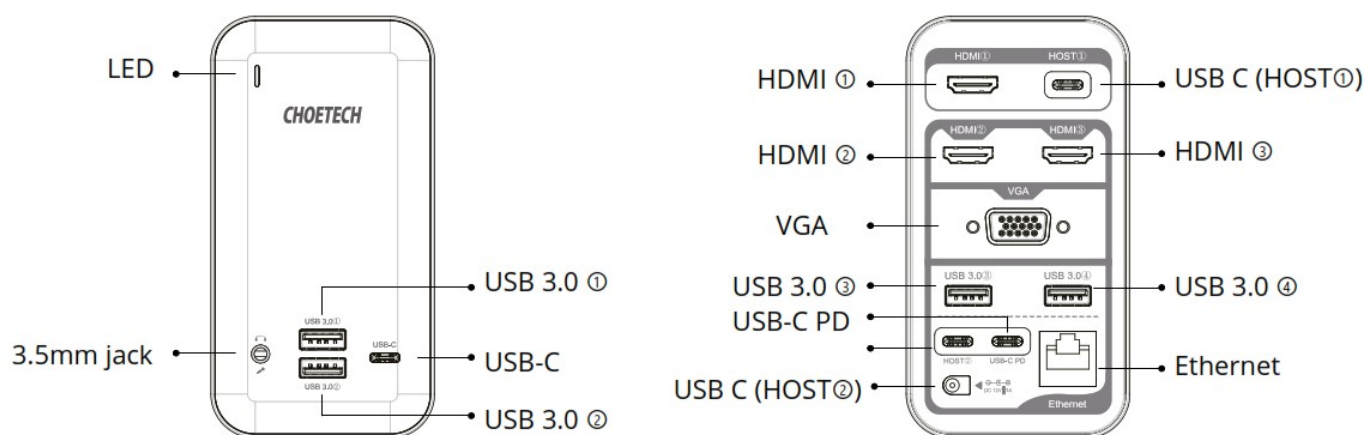 LED
CHOETECH
USB 3.0 ①
USB 3.0①
3.5mm jack
USB-C
USB-C
USB 3.0②
USB 3.0 ②
HDMI①
HOST①
HDMI ①
USB C (HOST①)
HDMI②
HDMI③
HDMI ②
HDMI ③
VGA
VGA
USB 3.0③
USB 3.0④
USB 3.0 ③
USB 3.0 ④
USB-C PD
HOST②
USB-C PD
Ethernet
USB C (HOST②)
Ethernet